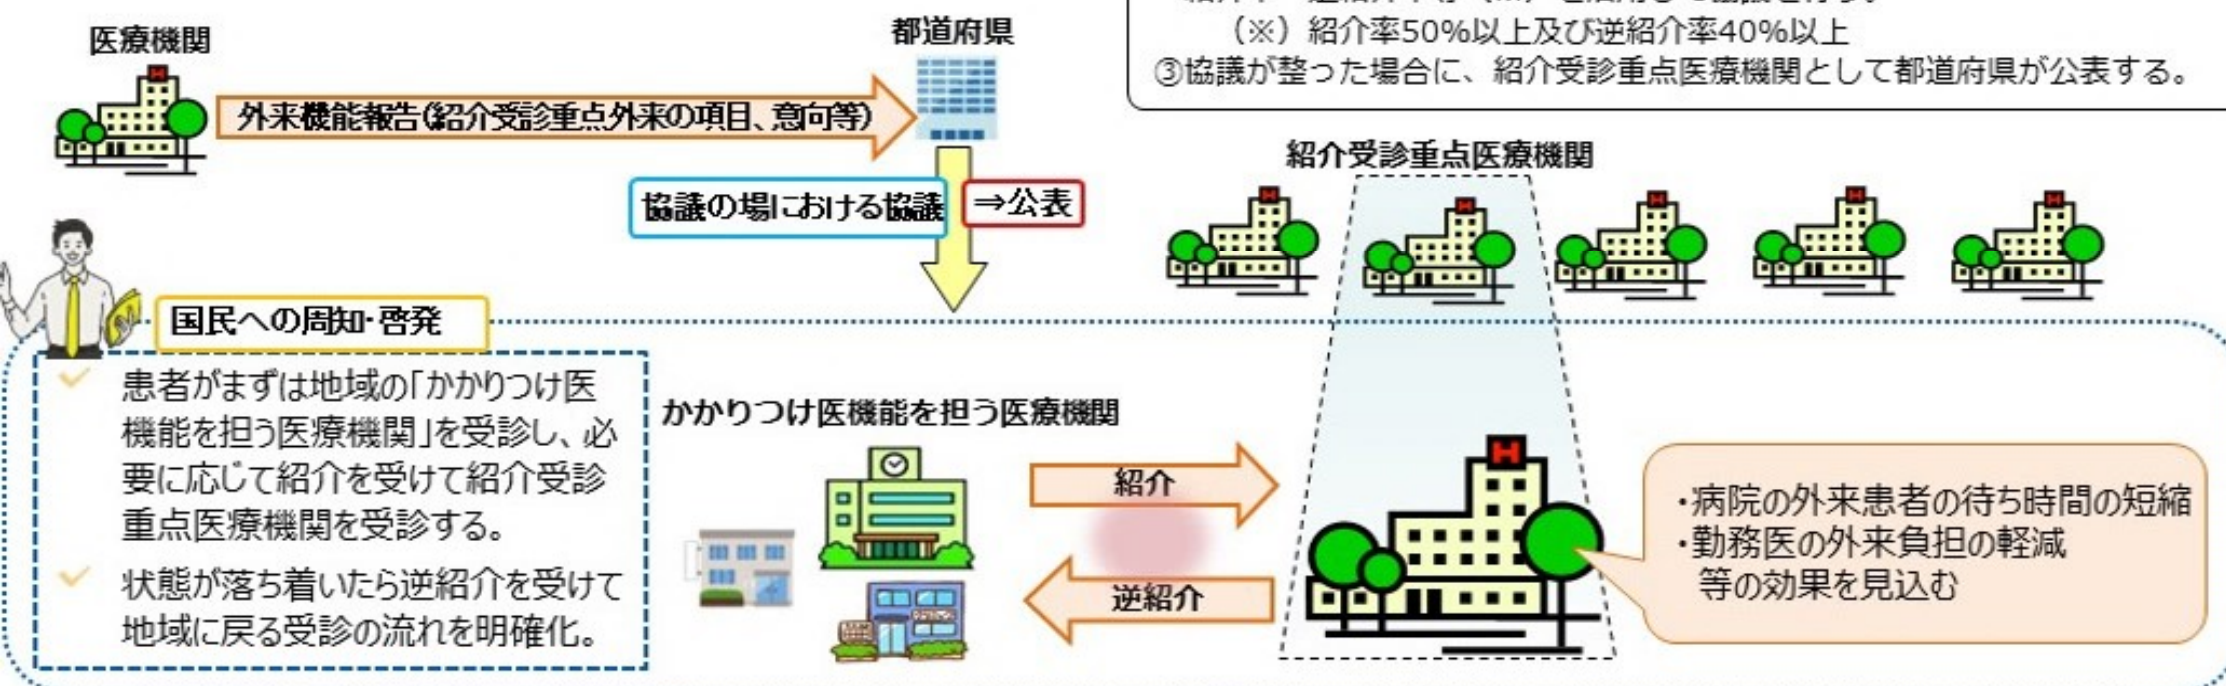 （※）紹介率50%以上及び逆紹介率40%以上
③協議が整った場合に、紹介受診重点医療機関として都道府県が公表する。
医療機関
都道府県
外来機能報告(紹介受診重点外来の項目、意向等)
紹介受診重点医療機関
協議の場における協議
⇒公表
国民への周知・啓発
患者がまずは地域の「かかりつけ医
機能を担う医療機関」を受診し、必
要に応じて紹介を受けて紹介受診
重点医療機関を受診する。
状態が落ち着いたら逆紹介を受けて
地域に戻る受診の流れを明確化。
かかりつけ医機能を担う医療機関
紹介
逆紹介
・病院の外来患者の待ち時間の短縮
・勤務医の外来負担の軽減
等の効果を見込む